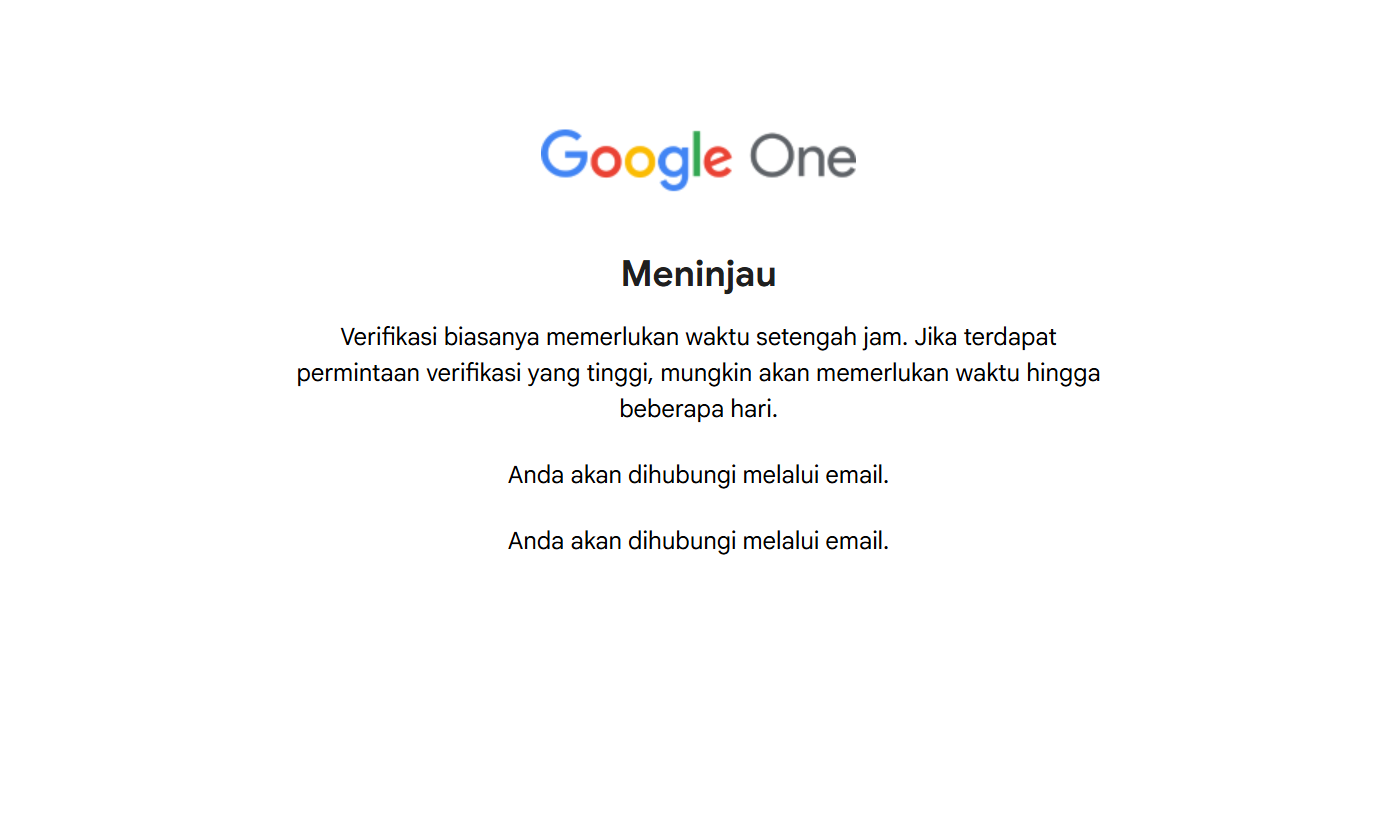 Google One
Meninjau
Verifikasi biasanya memerlukan waktu setengah jam. Jika terdapat
permintaan verifikasi yang tinggi, mungkin akan memerlukan waktu hingga
beberapa hari.
Anda akan dihubungi melalui email.
Anda akan dihubungi melalui email.